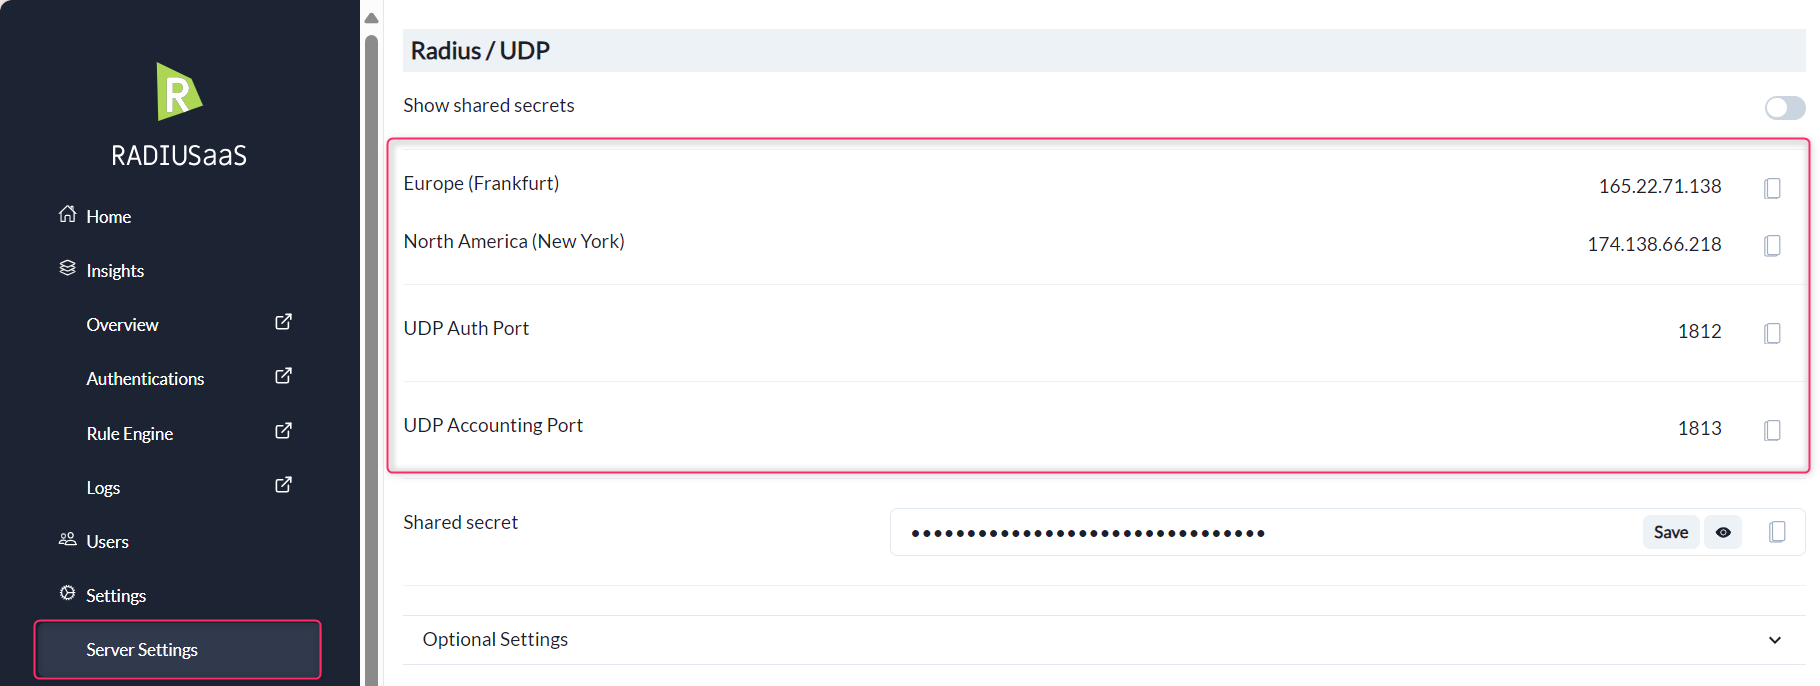 R
RADIUSaaS
Home
Insights
Overview
Authentications
Rule Engine
Logs
Users
Settings
Server Settings
Radius / UDP
Show shared secrets
Europe (Frankfurt) 165.22.71.138
North America (New York) 174.138.66.218
UDP Auth Port 1812
UDP Accounting Port 1813
Shared secret •••••••••••••••••••••••••••••••• Save
Optional Settings